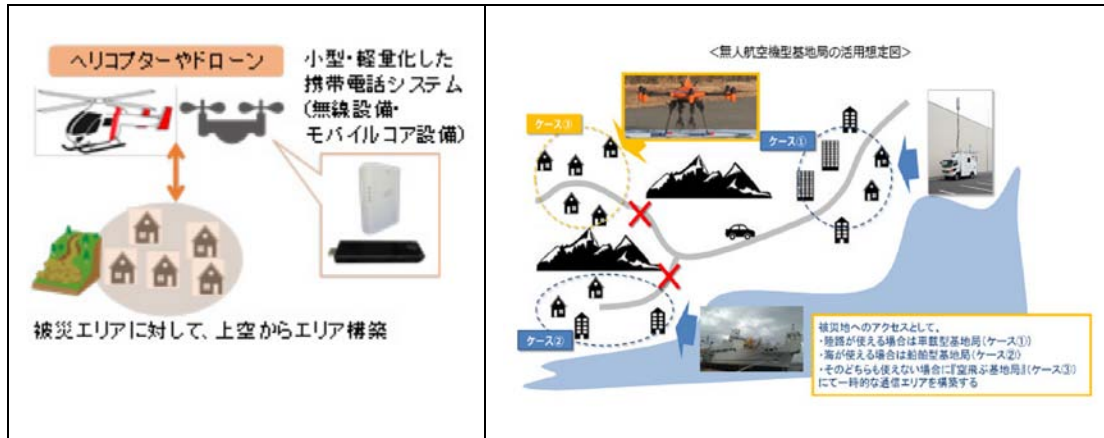 ヘリコプターやドローン
小型・軽量化した
携帯電話システム
(無線設備・
モバイルコア設備)
被災エリアに対して、上空からエリア構築
<無人航空機型基地局の活用想定図>
ケース③
ケース①
ケース②
被災地へのアクセスとして、
・陸路が使える場合は車載型基地局(ケース①)
・海が使える場合は船舶型基地局(ケース②)
・そのどちらも使えない場合に『空飛ぶ基地局』(ケース③)
にて一時的な通信エリアを構築する